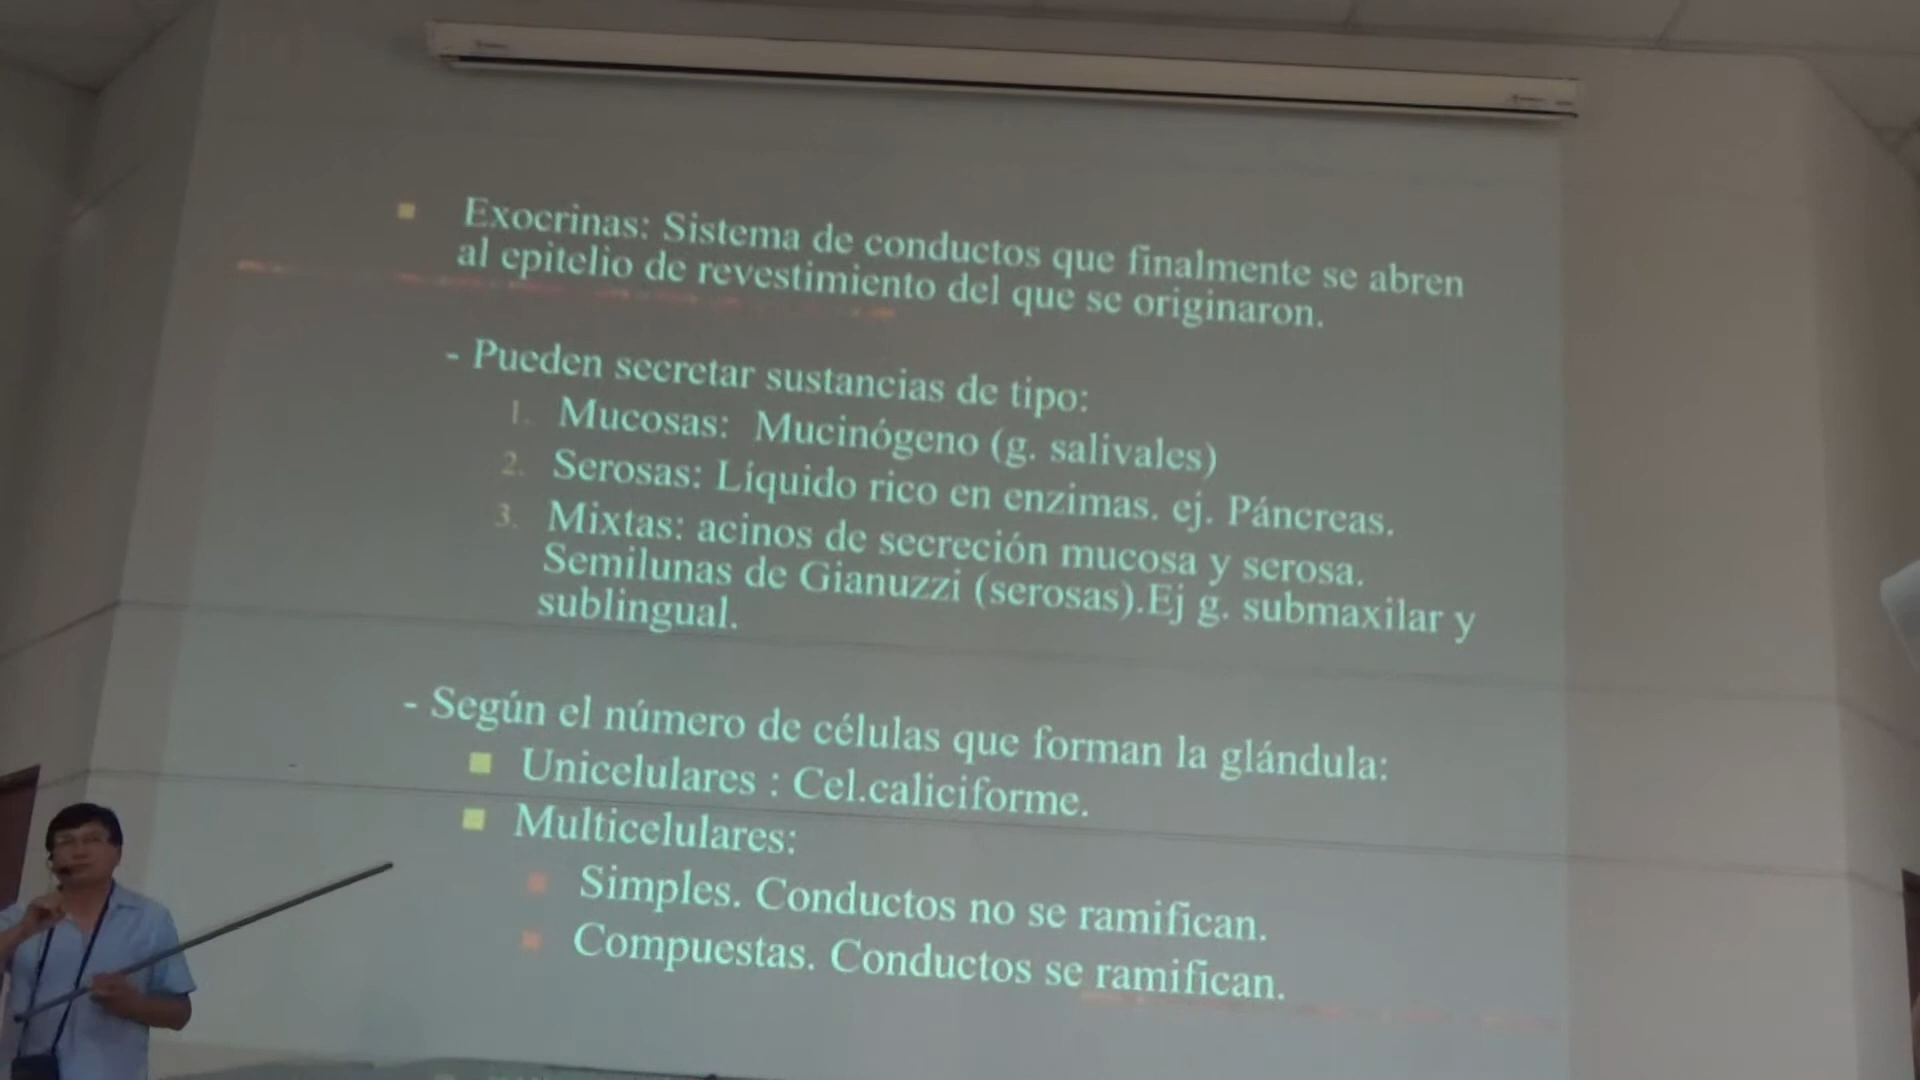 Exocrinas: Sistema de conductos que finalmente se abren
al epitelio de revestimiento del que se originaron.
- Pueden secretar sustancias de tipo:
1. Mucosas: Mucinógeno (g. salivales)
2. Serosas: Líquido rico en enzimas. ej. Páncreas.
3. Mixtas: acinos de secreción mucosa y serosa.
Semilunas de Gianuzzi (serosas).Ej g. submaxilar y
sublingual.
- Según el número de células que forman la glándula:
Unicelulares : Cel.caliciforme.
Multicelulares:
Simples. Conductos no se ramifican.
Compuestas. Conductos se ramifican.